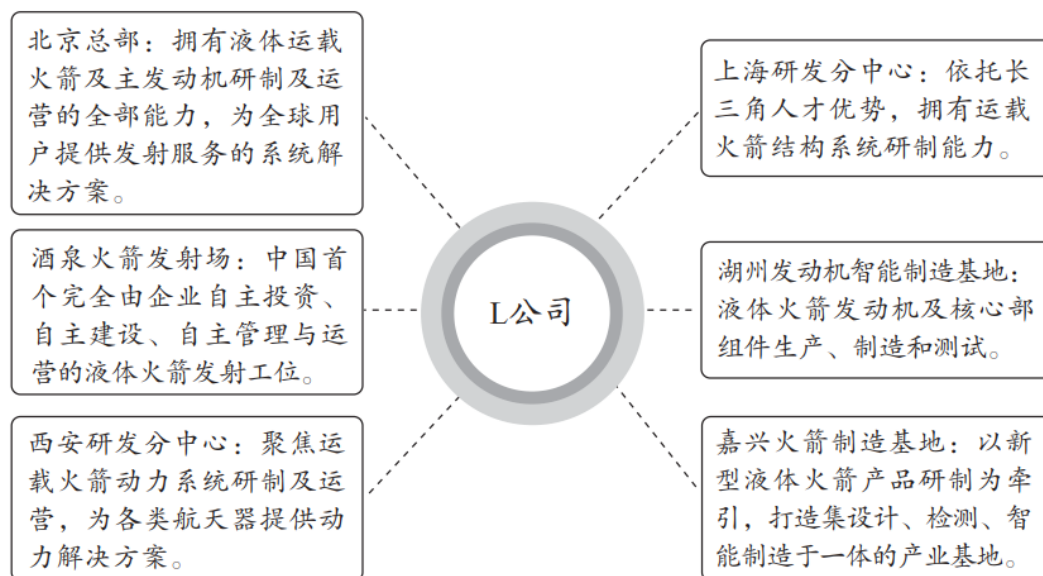 北京总部：拥有液体运载
火箭及主发动机研制及运
营的全部能力，为全球用
户提供发射服务的系统解
决方案。
酒泉火箭发射场：中国首
个完全由企业自主投资、
自主建设、自主管理与运
营的液体火箭发射工位。
西安研发分中心：聚焦运
载火箭动力系统研制及运
营，为各类航天器提供动
力解决方案。
L公司
上海研发分中心：依托长
三角人才优势，拥有运载
火箭结构系统研制能力。
湖州发动机智能制造基地：
液体火箭发动机及核心部
组件生产、制造和测试。
嘉兴火箭制造基地：以新
型液体火箭产品研制为牵
引，打造集设计、检测、智
能制造于一体的产业基地。